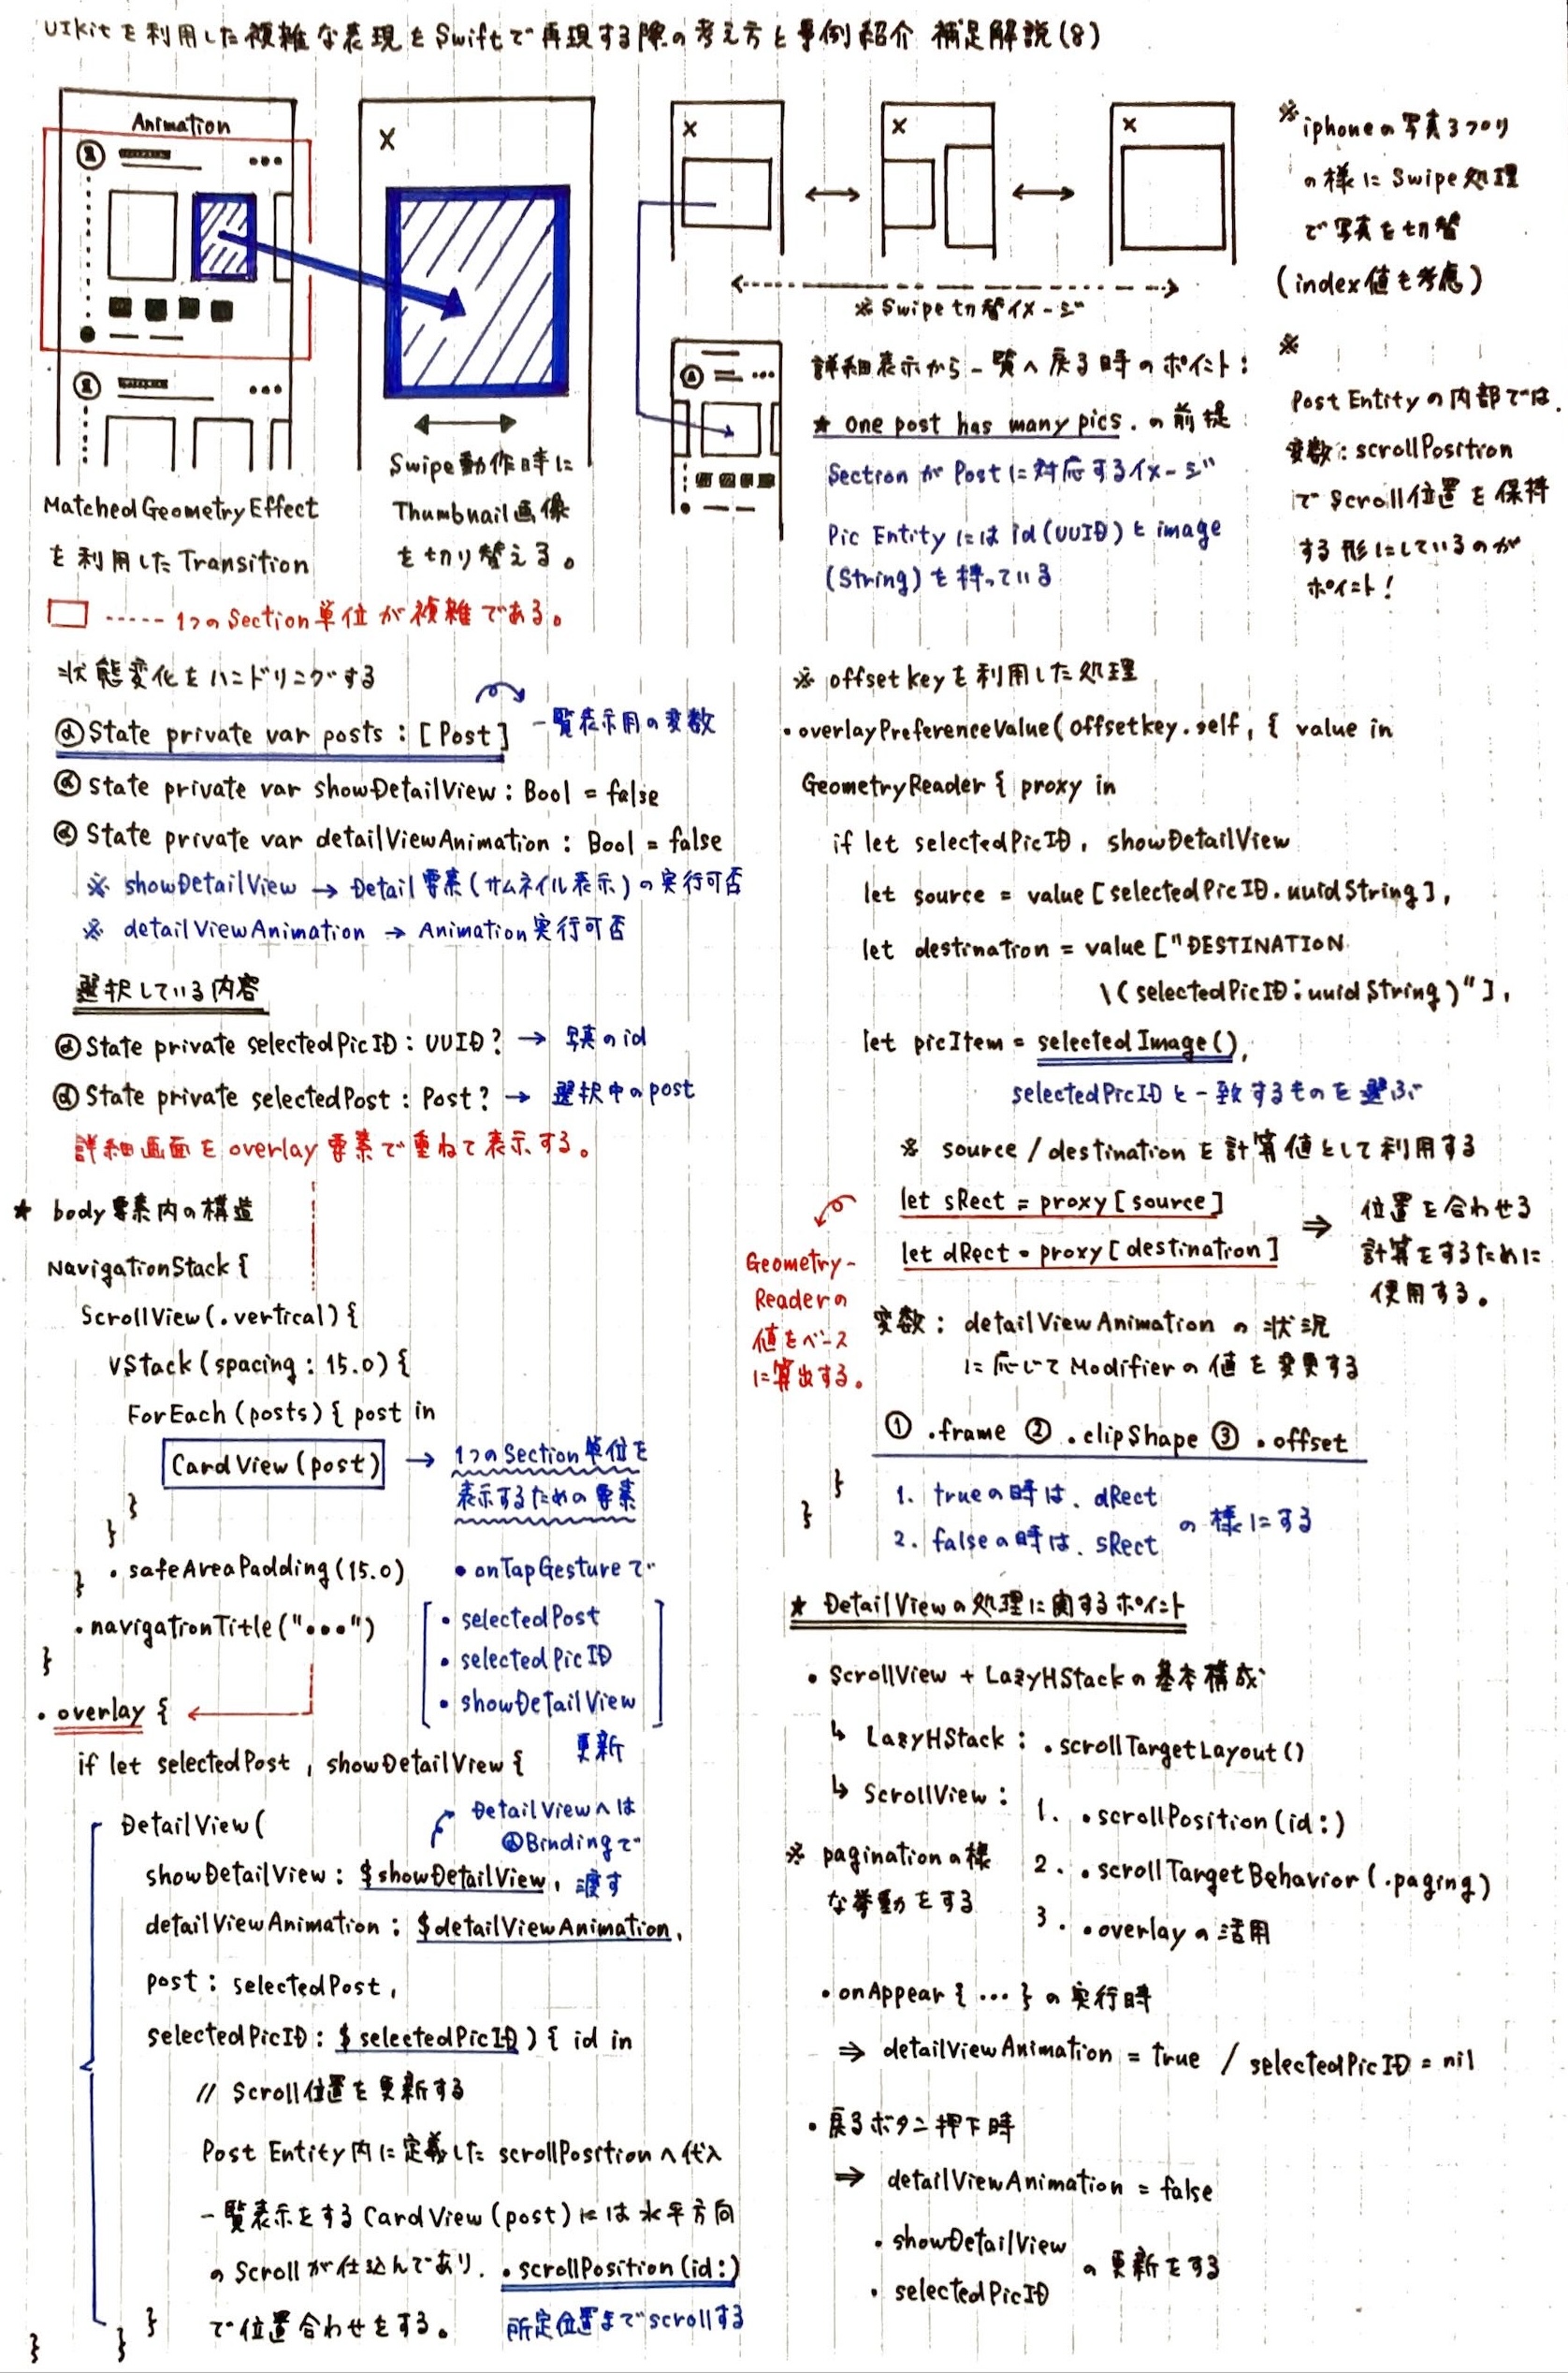 UIKitを利用した複雑な表現をSwiftで再現する際の考え方と事例紹介 補足解説(8)
Animation
×
Swipe動作時に
Thumbnail画像
を切り替える。
MatchedGeometryEffect
を利用したTransition
----- 1つのSection単位が複雑である。
×
×
×
※Swipe切替イメージ
※iphoneの写真アプリ
の様にSwipe処理
で写真を切替
(index値も考慮)
詳細表示から一覧へ戻る時のポイント:
★ One post has many pics. の前提
SectionがPostに対応するイメージ
Pic Entityにはid(UUID)とimage
(String)を持っている
※
Post Entityの内部では、
変数: scrollPosition
でScroll位置を保持
する形にしているのが
ポイント!
状態変化をハンドリングする
@State private var posts: [Post]
一覧表示用の変数
@State private var showDetailView: Bool = false
@State private var detailViewAnimation: Bool = false
※ showDetailView → Detail要素(サムネイル表示)の実行可否
※ detailViewAnimation → Animation実行可否
選択している内容
@State private selectedPicID: UUID? → 写真のid
@State private selectedPost: Post? → 選択中のpost
詳細画面をoverlay要素で重ねて表示する。
★ body要素内の構造
NavigationStack {
ScrollView(.vertical) {
VStack(spacing: 15.0) {
ForEach(posts) { post in
CardView(post) → 1つのSection単位を
表示するための要素
}
}
} .safeAreaPadding(15.0)
.navigationTitle("•••")
}
•onTapGestureで
• selectedPost
• selectedPicID
• showDetailView
更新
.overlay {
if let selectedPost, showDetailView {
DetailView(
DetailViewへは
@Bindingで
渡す
showDetailView: $showDetailView,
detailViewAnimation: $detailViewAnimation,
post: selectedPost,
selectedPicID: $selectedPicID) { id in
// Scroll位置を更新する
Post Entity内に定義したscrollPositionへ代入
一覧表示をするCardView(post)には水平方向
のScrollが仕込んであり、.scrollPosition(id:)
で位置合わせをする。
所定位置までscrollする
}
}
}
※ offsetkeyを利用した処理
.overlayPreferenceValue(Offsetkey.self, { value in
GeometryReader { proxy in
if let selectedPicID, showDetailView
let source = value[selectedPicID.uuidString],
let destination = value["DESTINATION
\(selectedPicID:uuidString)"],
let picItem = selectedImage(),
selectedPicIDと一致するものを選ぶ
※ source / destinationを計算値として利用する
let sRect = proxy[source]
let dRect = proxy[destination]
⇒ 位置を合わせる
計算をするために
使用する。
Geometry-
Readerの
値をベース
に算出する。
変数: detailViewAnimationの状況
に応じてModifierの値を変更する
① .frame ② .clipShape ③ .offset
1. trueの時は、dRect
2. falseの時は、sRect
の様にする
}
}
★ DetailViewの処理に関するポイント
• ScrollView + LazyHStackの基本構成
↳ LazyHStack: .scrollTargetLayout()
↳ ScrollView:
1. .scrollPosition(id:)
2. .scrollTargetBehavior(.paging)
3. .overlayの活用
※ paginationの様
な挙動をする
•onAppear {•••}の実行時
⇒ detailViewAnimation = true / selectedPicID = nil
• 戻るボタン押下時
⇒ detailViewAnimation = false
• showDetailView
• selectedPicID
の更新をする